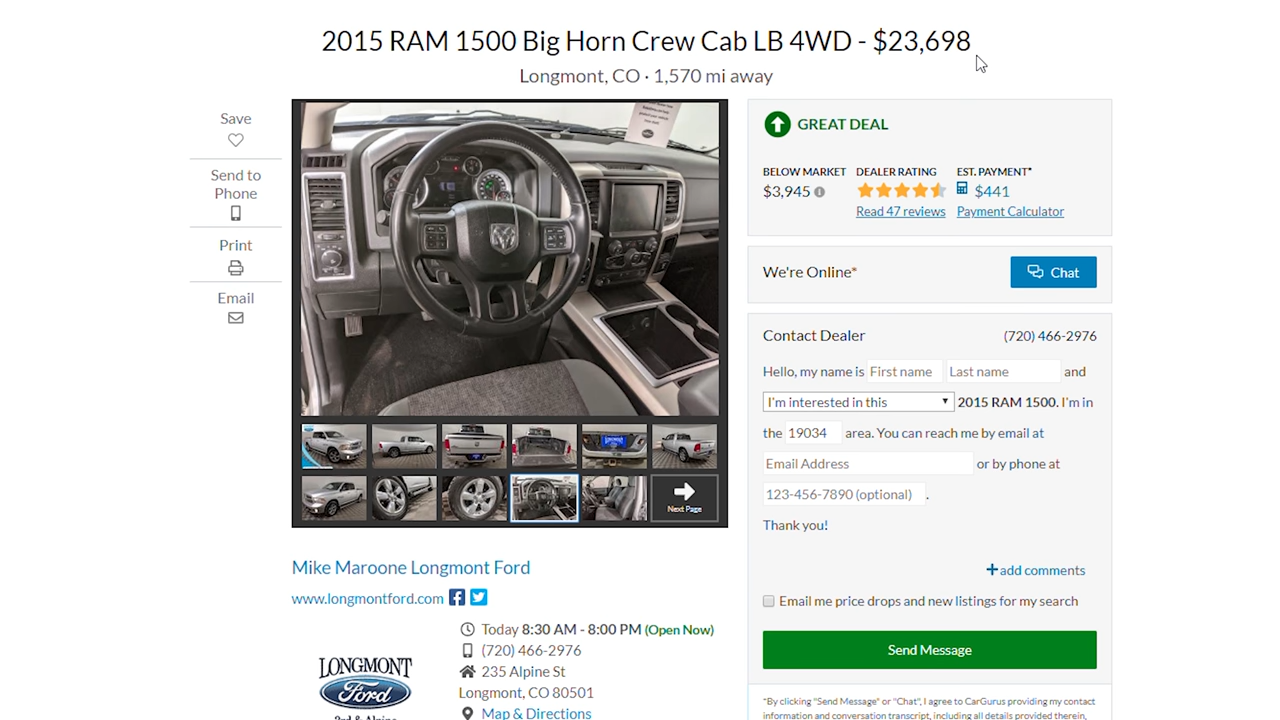 2015 RAM 1500 Big Horn Crew Cab LB 4WD - $23,698
Longmont, CO · 1,570 mi away
Save
Send to
Phone
Print
Email
Next Page
GREAT DEAL
BELOW MARKET
$3,945
DEALER RATING
Read 47 reviews
EST. PAYMENT*
$441
Payment Calculator
We're Online*
Chat
Contact Dealer
(720) 466-2976
Hello, my name is First name Last name and
I'm interested in this 2015 RAM 1500. I'm in
the 19034 area. You can reach me by email at
Email Address or by phone at
123-456-7890 (optional) .
Thank you!
+add comments
Email me price drops and new listings for my search
Send Message
*By clicking "Send Message" or "Chat", I agree to CarGurus providing my contact
information and conversation transcript, including all details provided therein,
Mike Maroone Longmont Ford
www.longmontford.com
LONGMONT
Ford
3rd & Alpine
Today 8:30 AM - 8:00 PM (Open Now)
(720) 466-2976
235 Alpine St
Longmont, CO 80501
Map & Directions